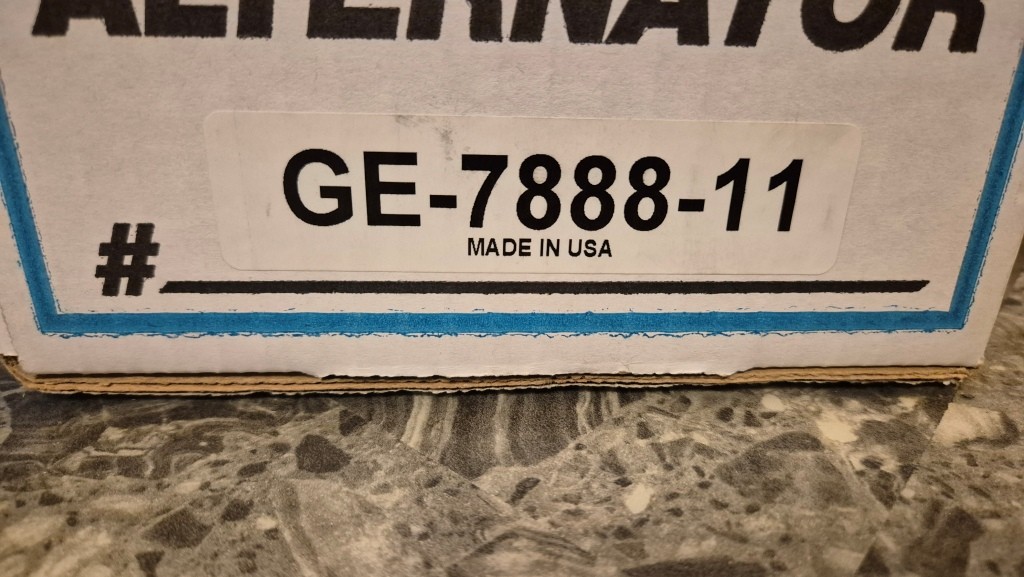 ALTERNATOR
GE-7888-11
MADE IN USA
#